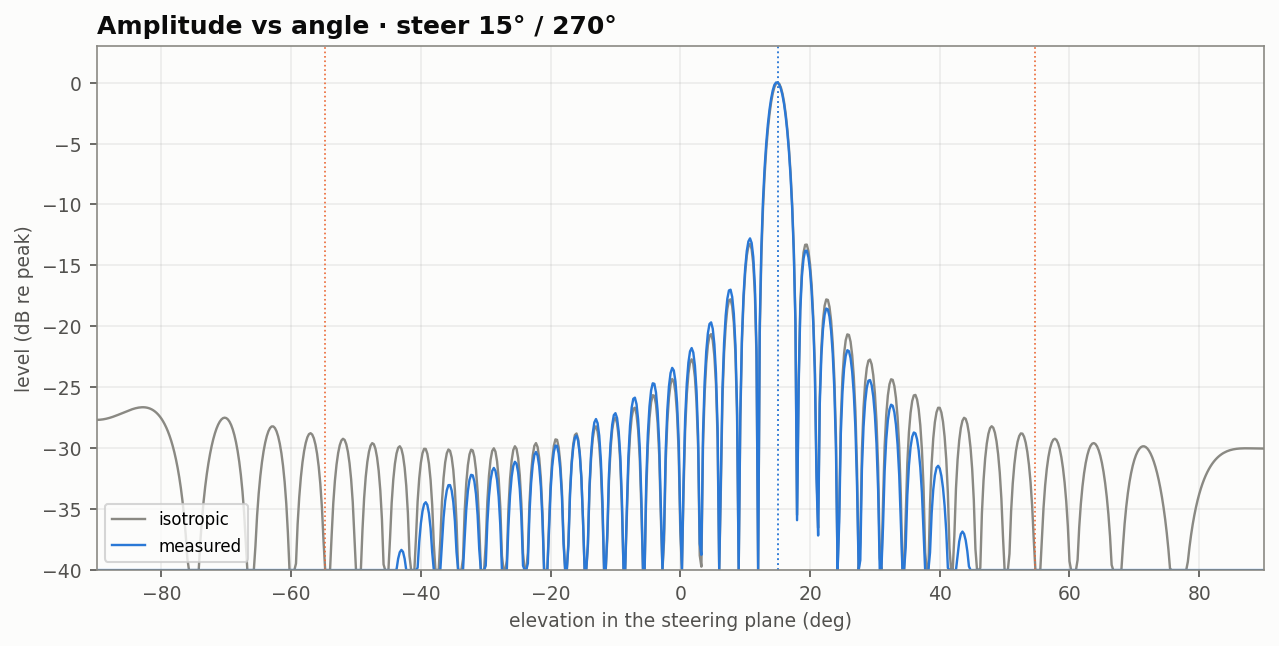 Amplitude vs angle · steer 15° / 270°
level (dB re peak)
0
−5
−10
−15
−20
−25
−30
−35
−40
isotropic
measured
−80 −60 −40 −20 0 20 40 60 80
elevation in the steering plane (deg)